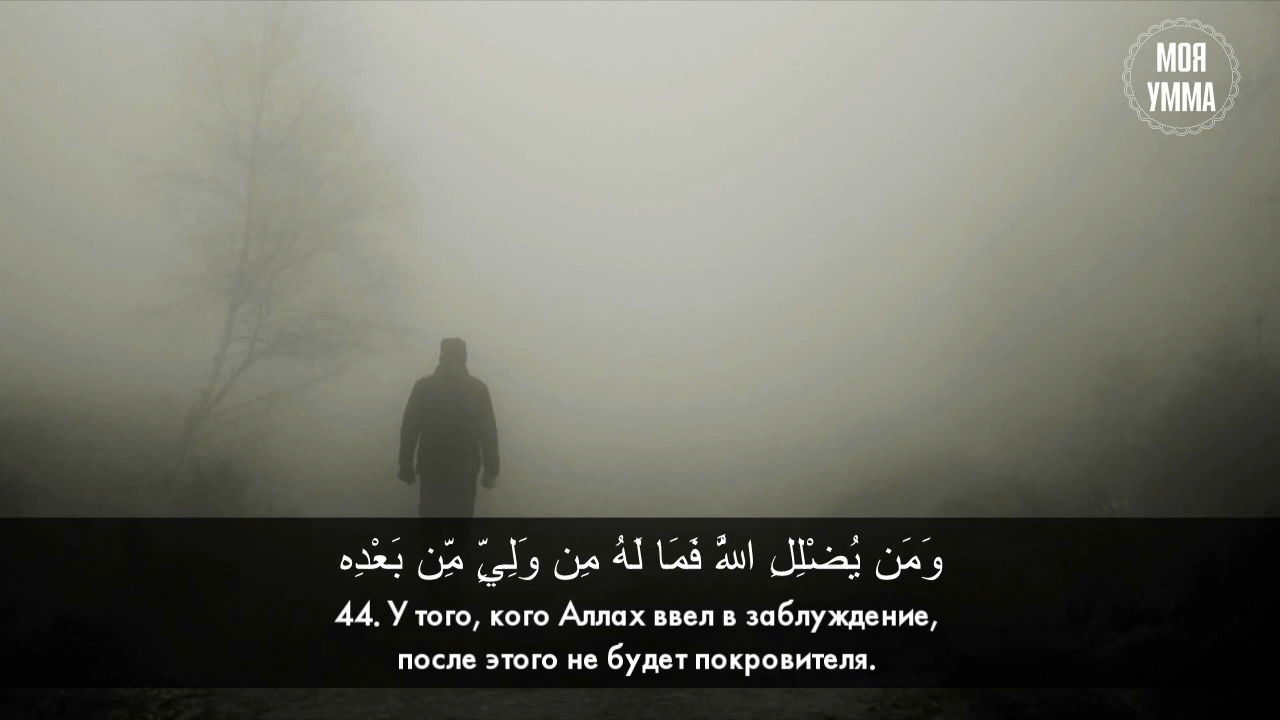 МОЯ
УММА
وَمَن يُضْلِلِ اللَّهُ فَمَا لَهُ مِن وَلِيٍّ مِّن بَعْدِهِ
44. У того, кого Аллах ввел в заблуждение,
после этого не будет покровителя.